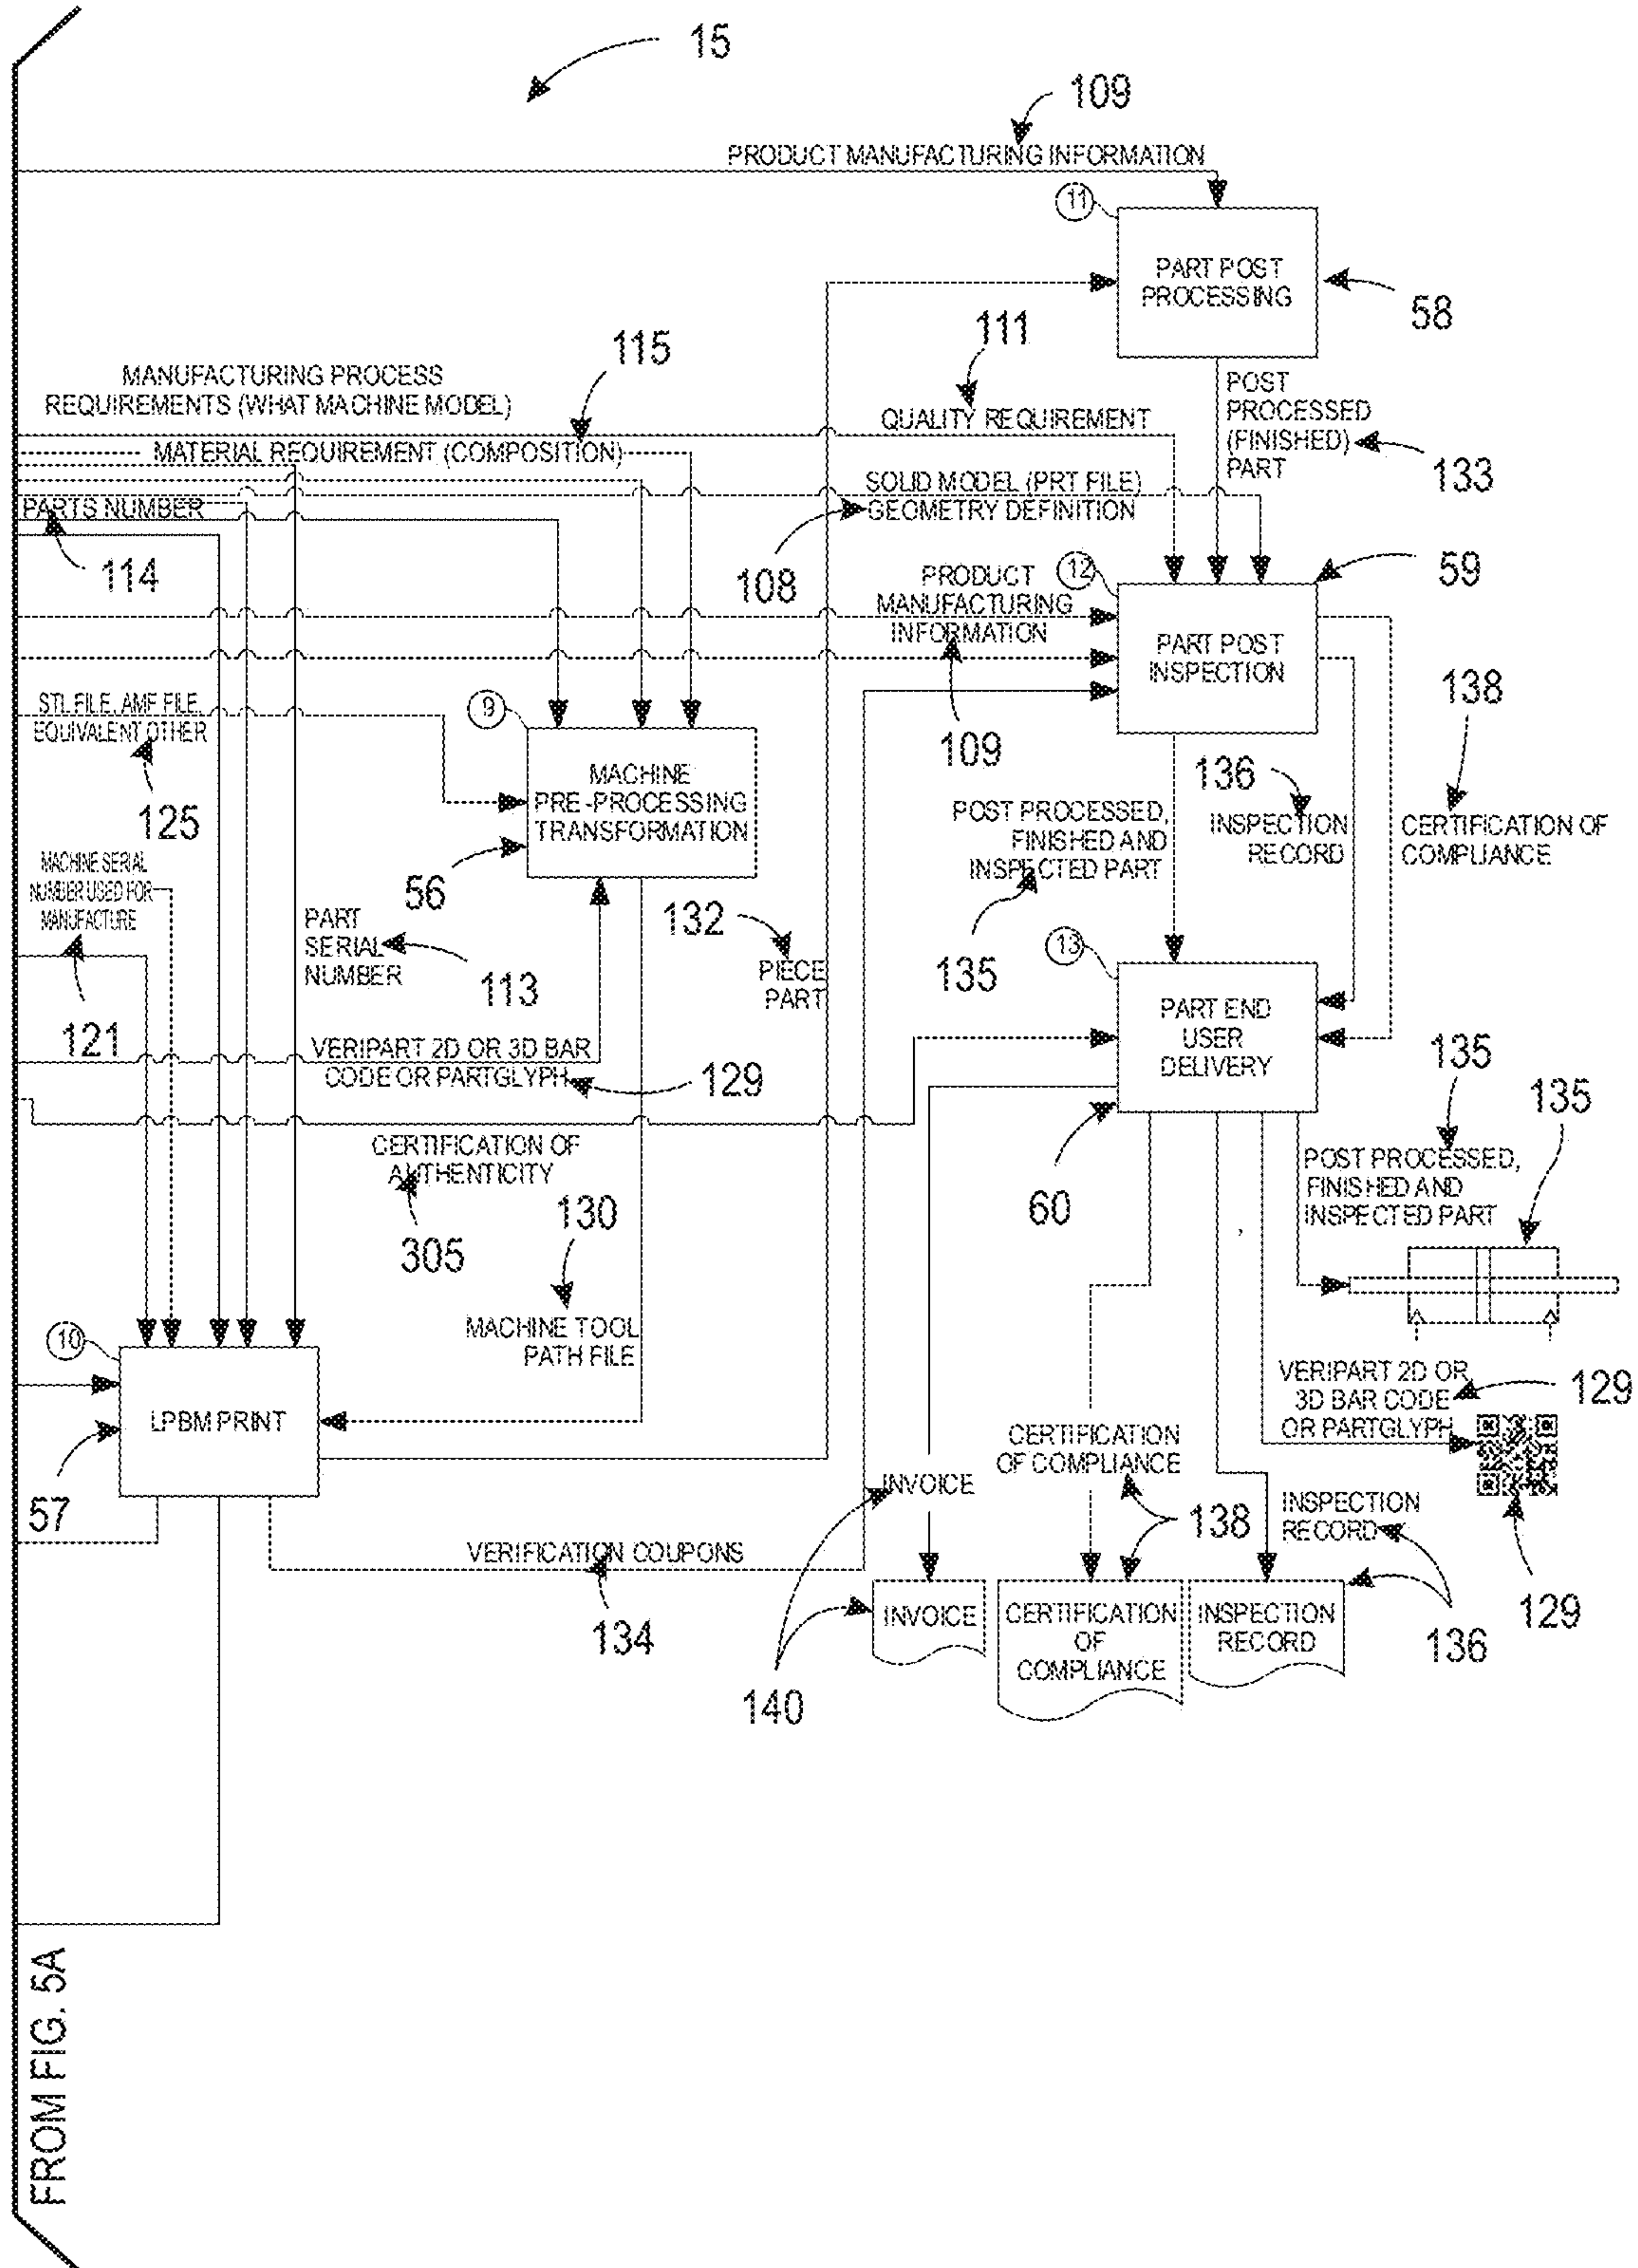 15
109
PRODUCT MANUFACTURING INFORMATION
11
PART POST
PROCESSING
58
111
115
MANUFACTURING PROCESS
REQUIREMENTS (WHAT MACHINE MODEL)
QUALITY REQUIREMENT
POST
PROCESSED
(FINISHED)
PART
133
MATERIAL REQUIREMENT (COMPOSITION)
SOLID MODEL (PRT FILE)
GEOMETRY DEFINITION
108
PARTS NUMBER
114
12
59
PRODUCT
MANUFACTURING
INFORMATION
109
PART POST
INSPECTION
STL FILE, AMF FILE,
EQUIVALENT OTHER
125
9
MACHINE
PRE-PROCESSING
TRANSFORMATION
56
138
136
POST PROCESSED,
FINISHED AND
INSPECTED PART
135
INSPECTION
RECORD
CERTIFICATION OF
COMPLIANCE
MACHINE SERIAL
NUMBER USED FOR
MANUFACTURE
121
PART
SERIAL
NUMBER
113
132
PIECE
PART
13
PART END
USER
DELIVERY
60
VERIPART 2D OR 3D BAR
CODE OR PARTGLYPH
129
CERTIFICATION OF
AUTHENTICITY
305
135
POST PROCESSED,
FINISHED AND
INSPECTED PART
135
130
MACHINE TOOL
PATH FILE
10
LPBM PRINT
57
VERIPART 2D OR
3D BAR CODE
OR PARTGLYPH
129
129
CERTIFICATION
OF COMPLIANCE
138
INVOICE
INSPECTION
RECORD
136
VERIFICATION COUPONS
134
INVOICE
140
CERTIFICATION
OF
COMPLIANCE
INSPECTION
RECORD
FROM FIG. 5A